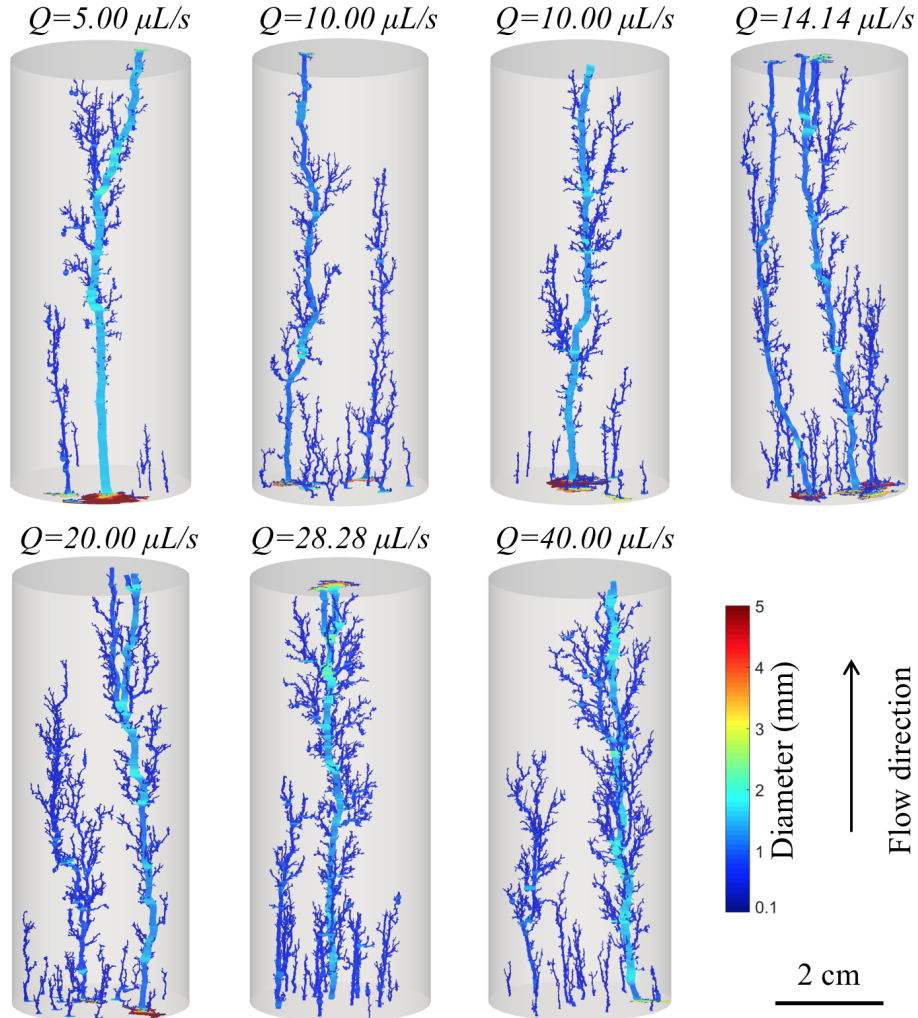 Q=5.00 μL/s
Q=10.00 μL/s
Q=10.00 μL/s
Q=14.14 μL/s
Q=20.00 μL/s
Q=28.28 μL/s
Q=40.00 μL/s
5
4
3
2
1
0.1
Diameter (mm)
Flow direction
2 cm